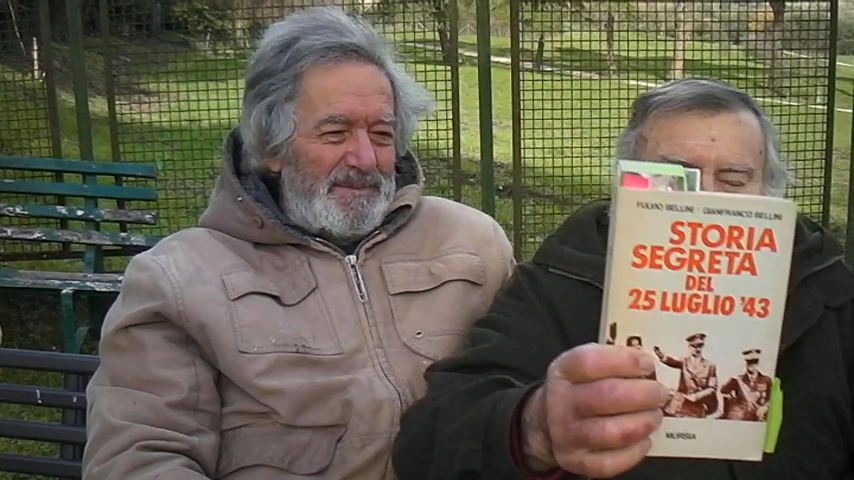 FULVIO BELLINI - GIANFRANCO BELLINI
STORIA
SEGRETA
DEL
25 LUGLIO '43
MURSIA